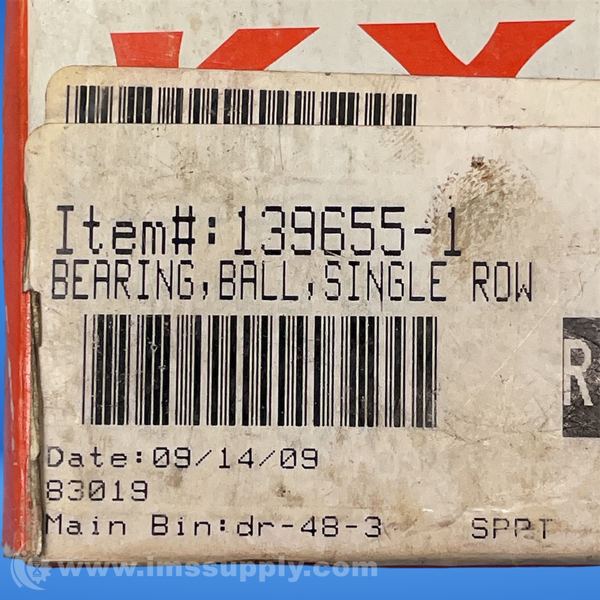 Item#:139655-1
BEARING,BALL,SINGLE ROW
R
Date:09/14/09
83019
Main Bin:dr-48-3 SPRT
www.imssupply.com